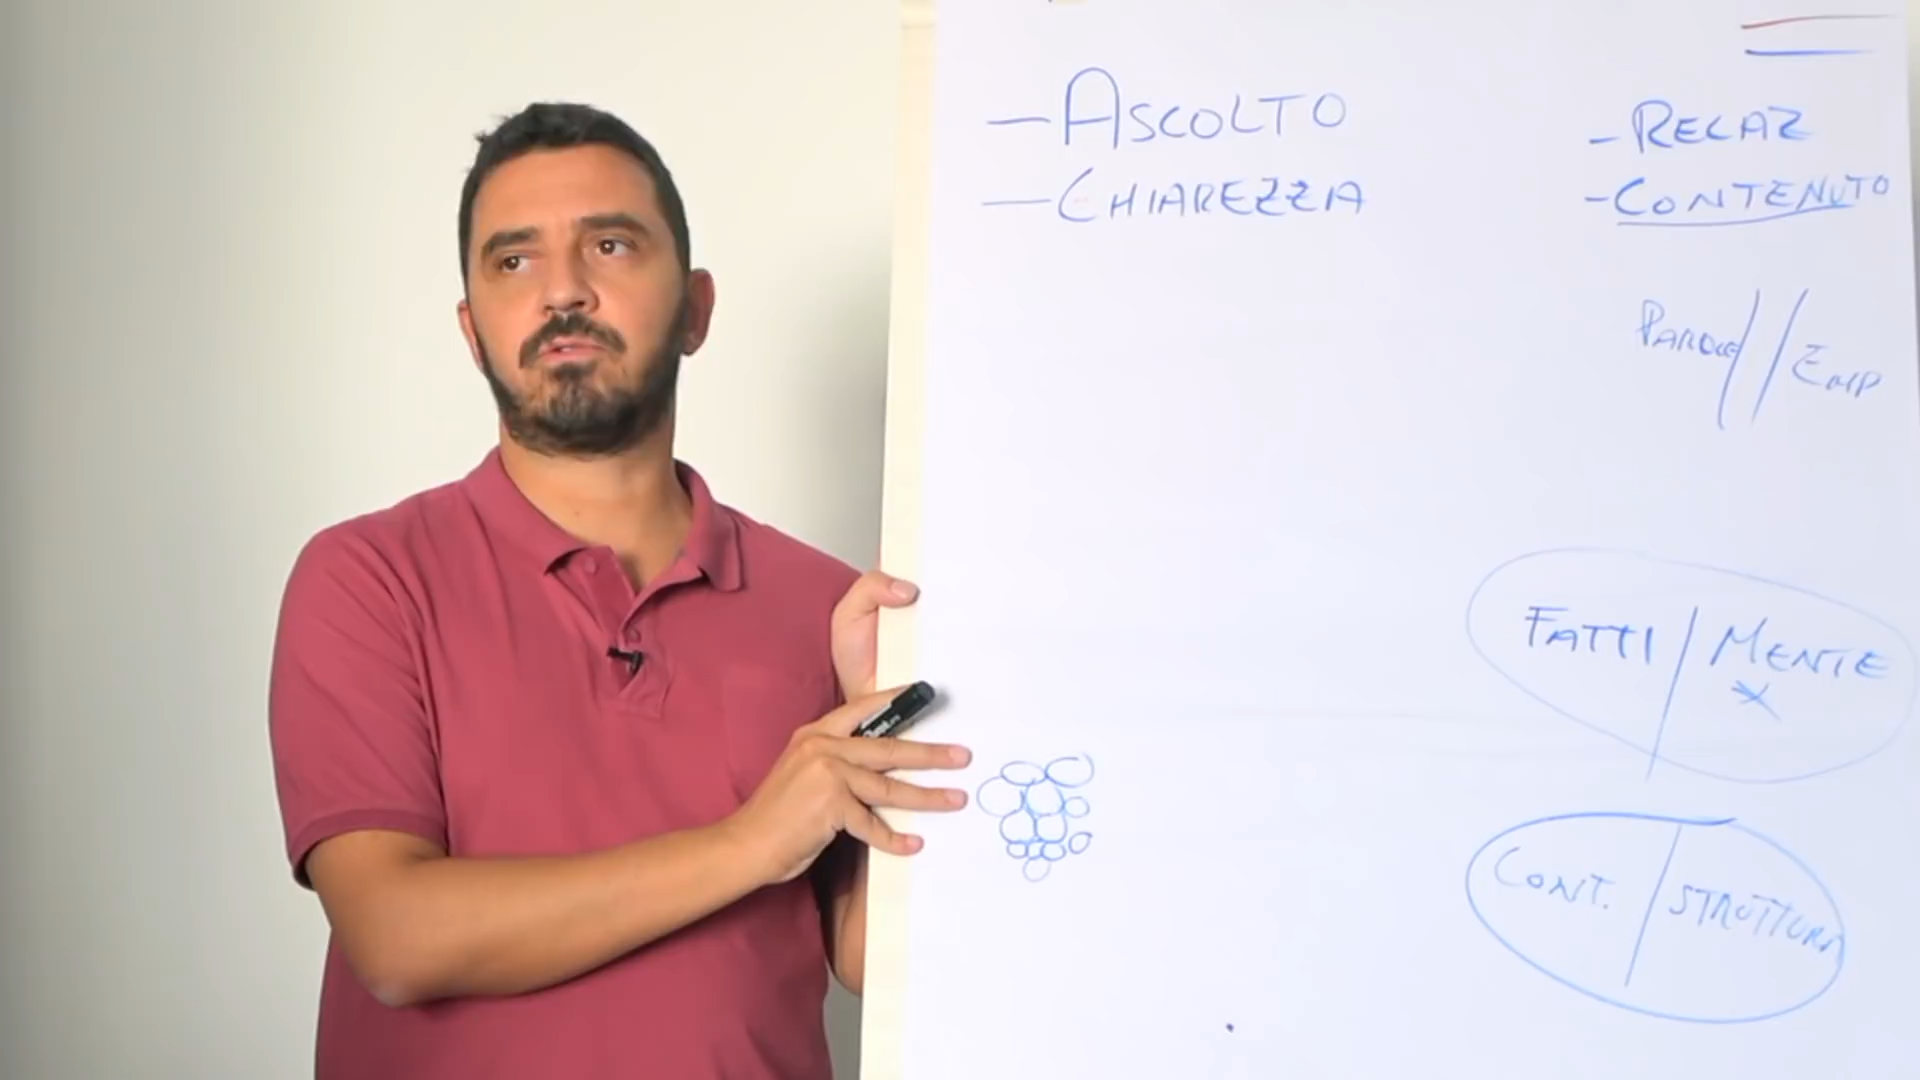 — ASCOLTO
— CHIAREZZA
- RELAZ
- CONTENUTO
PAROLE // EMP
FATTI / MENTE
CONT. / STRUTTURA